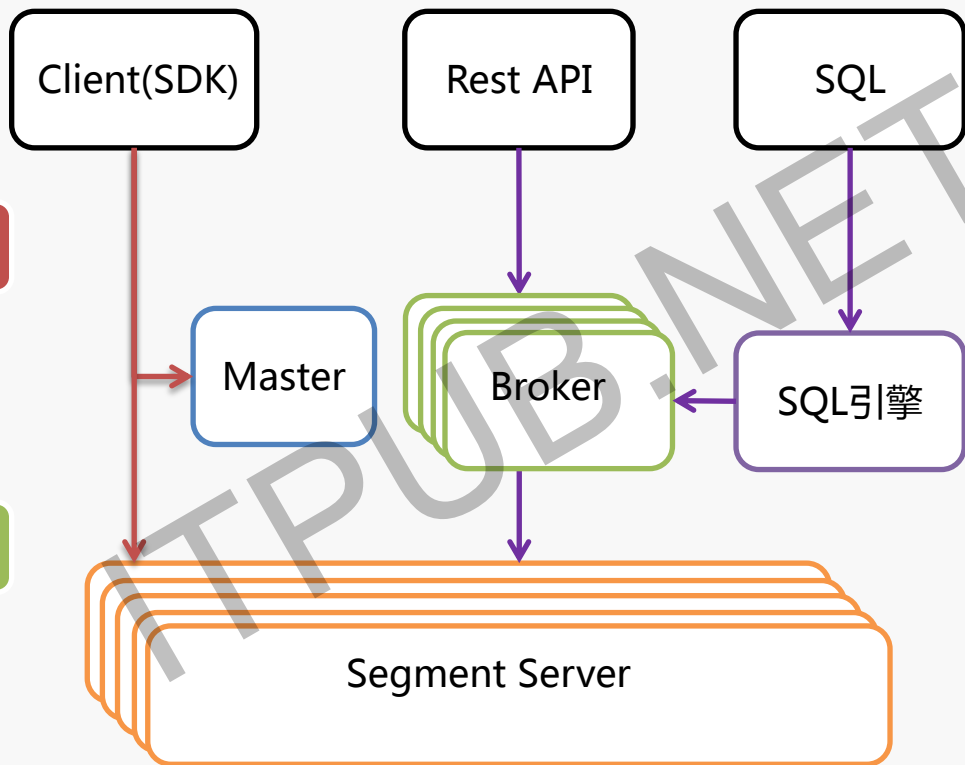 Client(SDK)
Rest API
SQL
Master
Broker
SQL引擎
Segment Server
ITPUB.NET